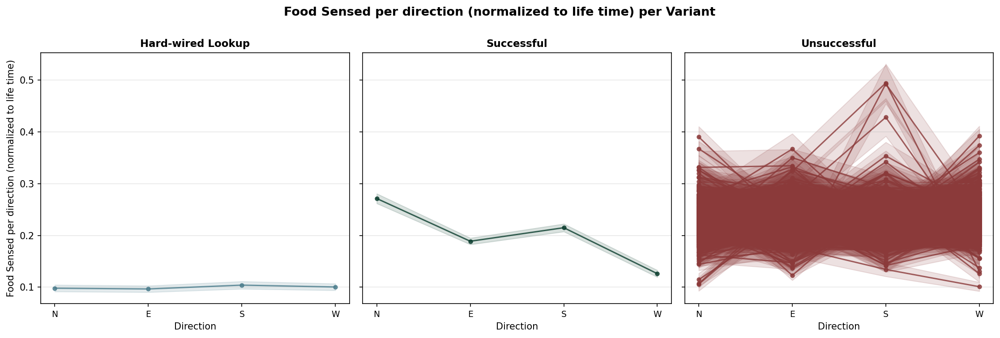 Food Sensed per direction (normalized to life time) per Variant
Hard-wired Lookup
Successful
Unsuccessful
Food Sensed per direction (normalized to life time)
0.5
0.4
0.3
0.2
0.1
N E S W
N E S W
N E S W
Direction
Direction
Direction